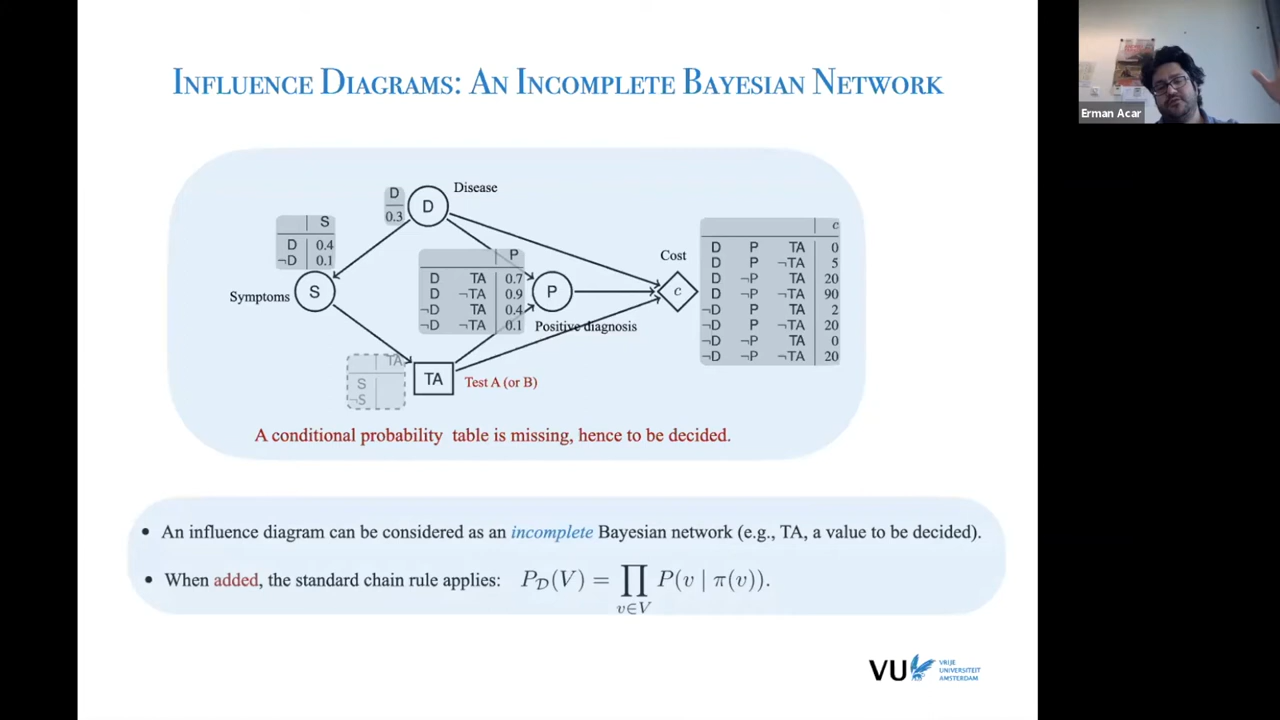 INFLUENCE DIAGRAMS: AN INCOMPLETE BAYESIAN NETWORK
Erman Acar
D
0.3
D
Disease
S
D 0.4
¬D 0.1
Symptoms
S
P
D TA 0.7
D ¬TA 0.9
¬D TA 0.4
¬D ¬TA 0.1
P
Positive diagnosis
Cost
c
c
D P TA 0
D P ¬TA 5
D ¬P TA 20
D ¬P ¬TA 90
¬D P TA 2
¬D P ¬TA 20
¬D ¬P TA 0
¬D ¬P ¬TA 20
TA
S
¬S
TA
Test A (or B)
A conditional probability table is missing, hence to be decided.
• An influence diagram can be considered as an incomplete Bayesian network (e.g., TA, a value to be decided).
• When added, the standard chain rule applies: P_𝒟(V) = ∏_{v∈V} P(v | π(v)).
VU
VRIJE
UNIVERSITEIT
AMSTERDAM